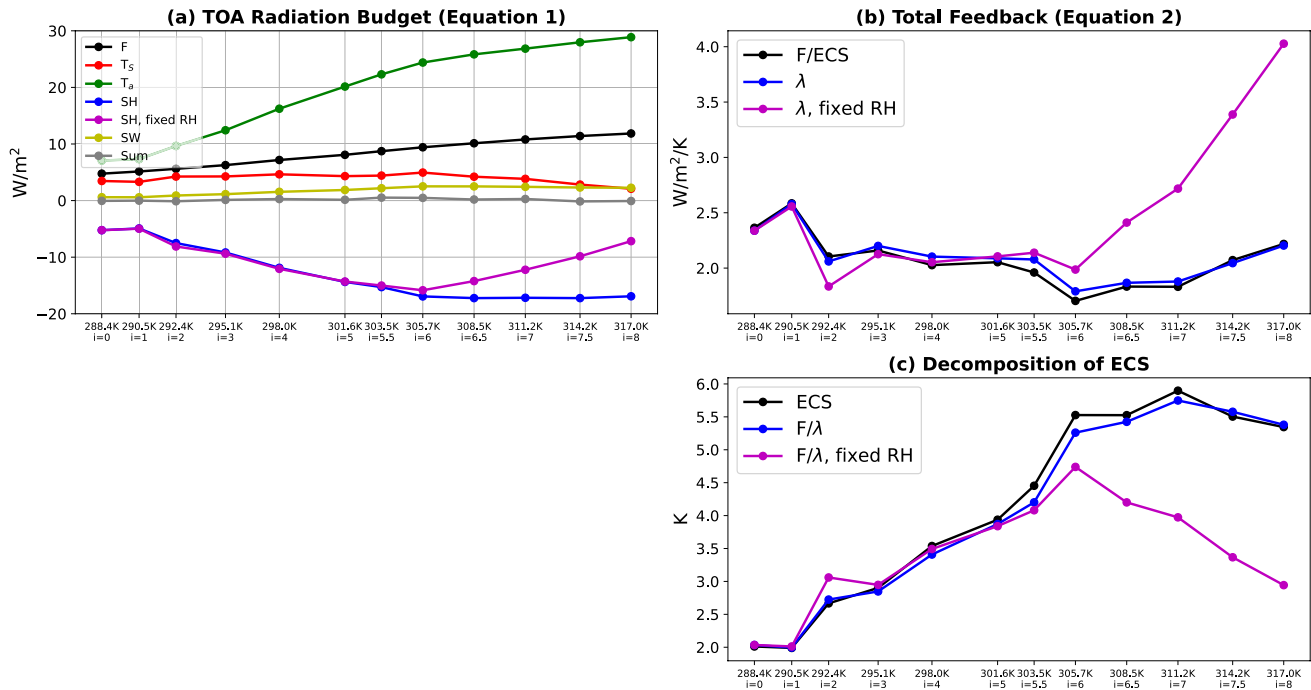 (a) TOA Radiation Budget (Equation 1)
30
20
10
0
−10
−20
W/m²
F
T_S
T_a
SH
SH, fixed RH
SW
Sum
288.4K 290.5K 292.4K 295.1K 298.0K 301.6K 303.5K 305.7K 308.5K 311.2K 314.2K 317.0K
i=0 i=1 i=2 i=3 i=4 i=5 i=5.5 i=6 i=6.5 i=7 i=7.5 i=8
(b) Total Feedback (Equation 2)
4.0
3.5
3.0
2.5
2.0
W/m²/K
F/ECS
λ
λ, fixed RH
288.4K 290.5K 292.4K 295.1K 298.0K 301.6K 303.5K 305.7K 308.5K 311.2K 314.2K 317.0K
i=0 i=1 i=2 i=3 i=4 i=5 i=5.5 i=6 i=6.5 i=7 i=7.5 i=8
(c) Decomposition of ECS
6.0
5.5
5.0
4.5
4.0
3.5
3.0
2.5
2.0
K
ECS
F/λ
F/λ, fixed RH
288.4K 290.5K 292.4K 295.1K 298.0K 301.6K 303.5K 305.7K 308.5K 311.2K 314.2K 317.0K
i=0 i=1 i=2 i=3 i=4 i=5 i=5.5 i=6 i=6.5 i=7 i=7.5 i=8